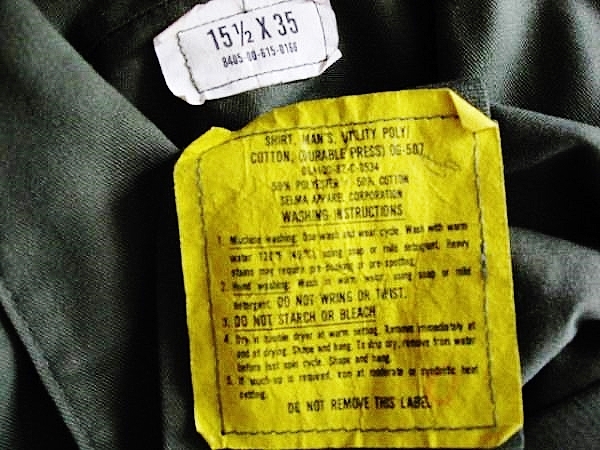 15½ X 35
8405-00-615-0166
SHIRT, MAN'S, UTILITY POLY/
COTTON, (DURABLE PRESS) OG-507
DLA100-82-C-0534
50% POLYESTER - 50% COTTON
SELMA APPAREL CORPORATION
WASHING INSTRUCTIONS
1. Machine washing: Use wash and wear cycle. Wash with warm
water using soap or mild detergent. Heavy
stains may require pre-soaking or pre-spotting.
2. Hand washing: Wash in warm water using soap or mild
detergent. DO NOT WRING OR TWIST.
3. DO NOT STARCH OR BLEACH
4. Dry in tumble dryer at warm setting. Remove immediately at
end of drying. Shape and hang. To drip dry, remove from water
before last spin cycle. Shape and hang.
5. If touch-up is required, iron at moderate or synthetic heat
setting.
DO NOT REMOVE THIS LABEL